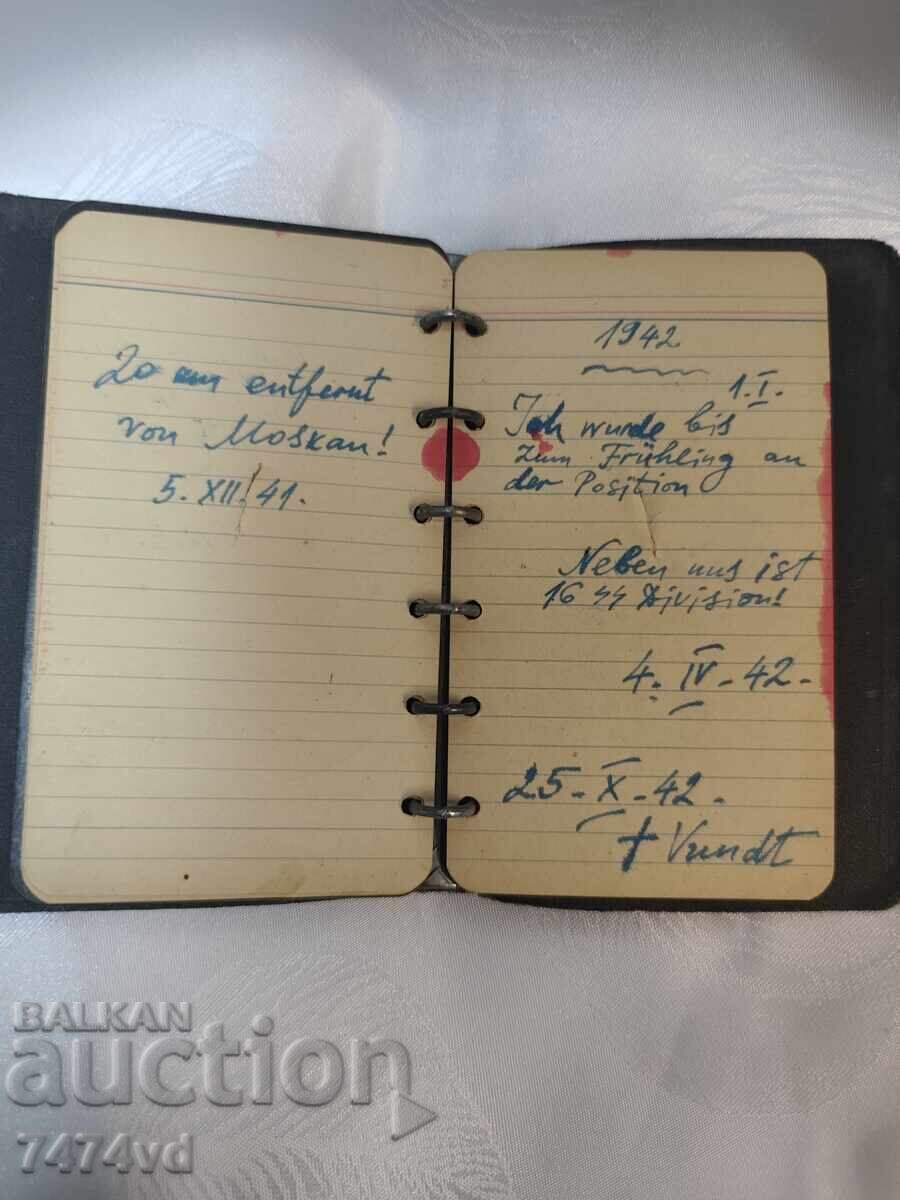 20 km entfernt
von Moskau!
5. XII. 41.
1942
1. I.
Ich wurde bis
zum Frühling an
der Position
Neben uns ist
16 SS Division!
4. IV - 42 -
25 - X - 42 -
† Vundt
BALKAN
auction
7474vd